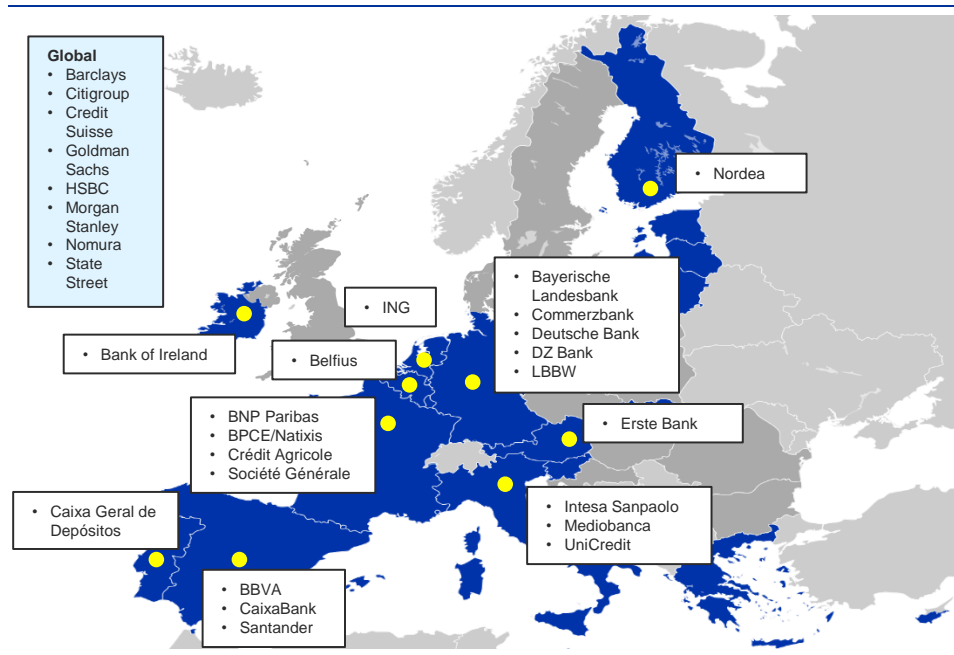 Global
• Barclays
• Citigroup
• Credit
Suisse
• Goldman
Sachs
• HSBC
• Morgan
Stanley
• Nomura
• State
Street
• Nordea
• Bayerische
Landesbank
• Commerzbank
• Deutsche Bank
• DZ Bank
• LBBW
• ING
• Bank of Ireland
• Belfius
• BNP Paribas
• BPCE/Natixis
• Crédit Agricole
• Société Générale
• Erste Bank
• Caixa Geral de
Depósitos
• Intesa Sanpaolo
• Mediobanca
• UniCredit
• BBVA
• CaixaBank
• Santander